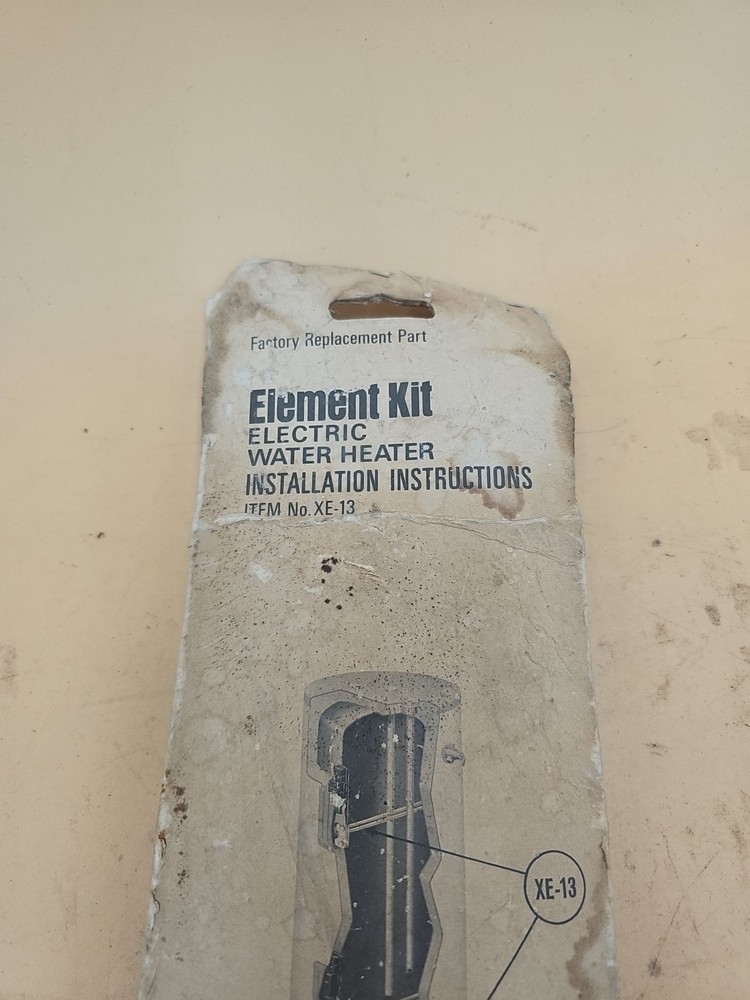 Factory Replacement Part
Element Kit
ELECTRIC
WATER HEATER
INSTALLATION INSTRUCTIONS
ITEM No. XE-13
XE-13